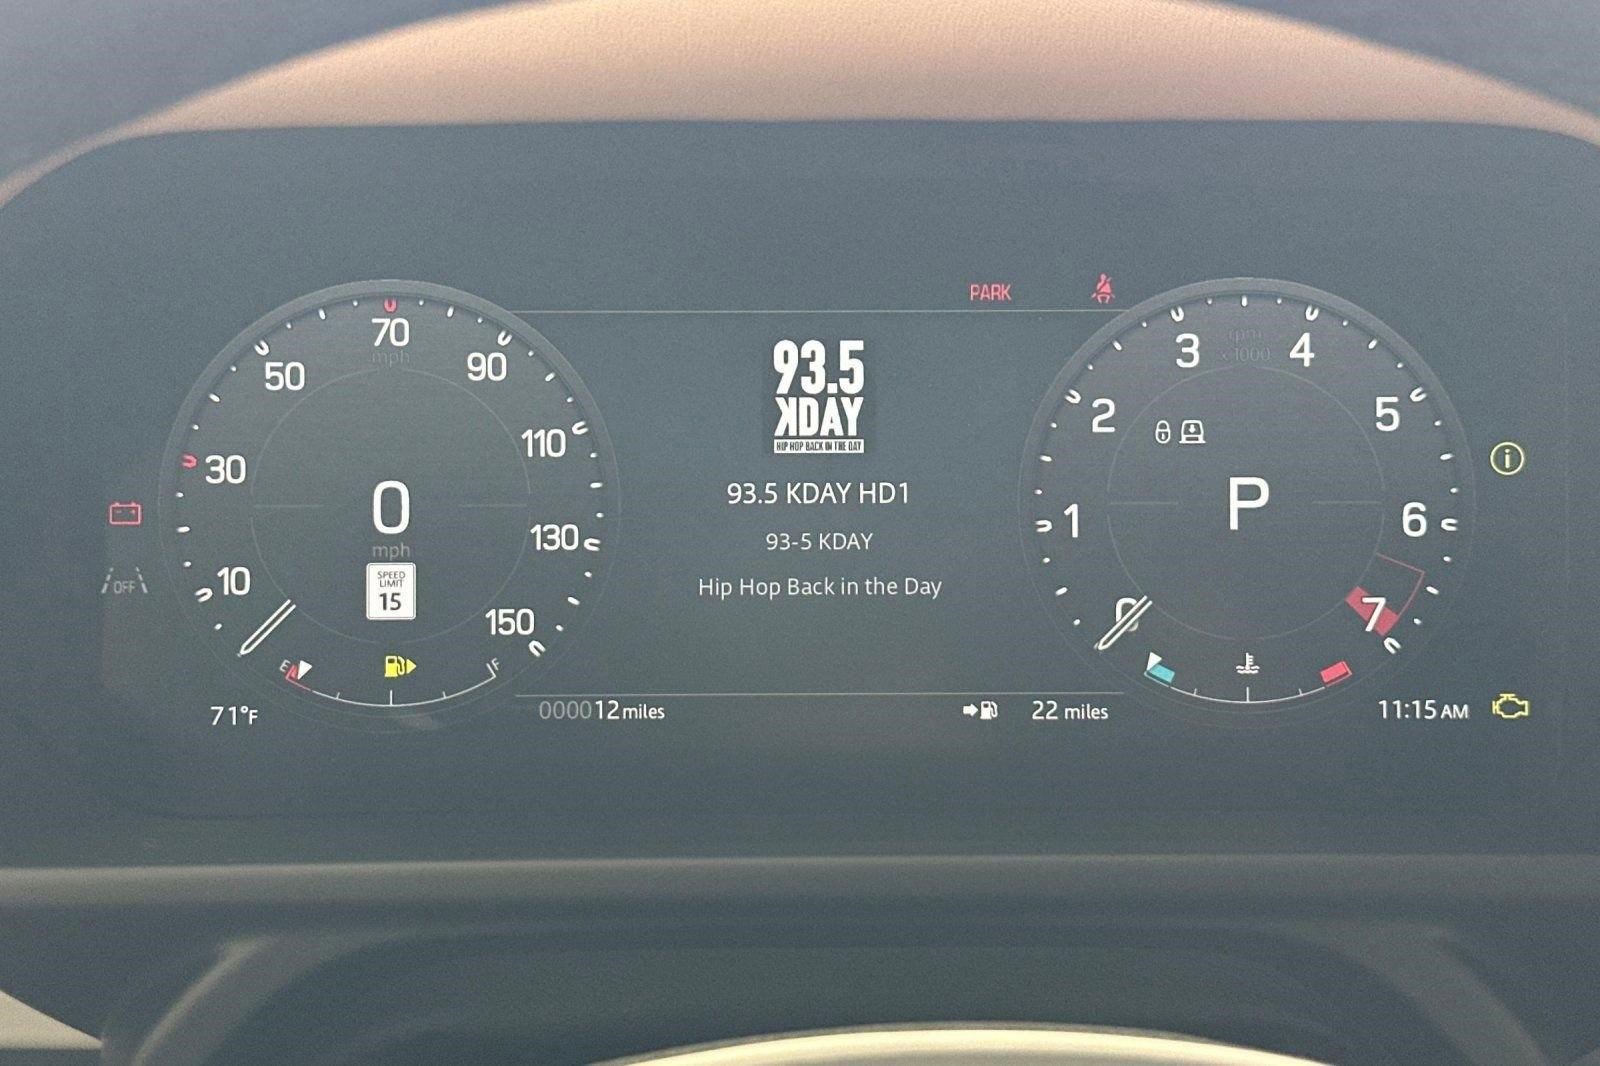 PARK
70
mph
50
90
30
110
10
130
150
0
mph
SPEED
LIMIT
15
E
F
OFF
93.5
KDAY
HIP HOP BACK IN THE DAY
93.5 KDAY HD1
93-5 KDAY
Hip Hop Back in the Day
3
rpm
x1000
4
2
5
1
6
0
7
P
71°F
000012 miles
22 miles
11:15 AM